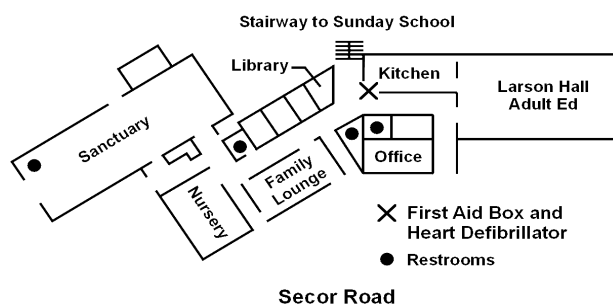 Stairway to Sunday School
Library
Kitchen
Larson Hall
Adult Ed
Sanctuary
Nursery
Family
Lounge
Office
First Aid Box and
Heart Defibrillator
Restrooms
Secor Road